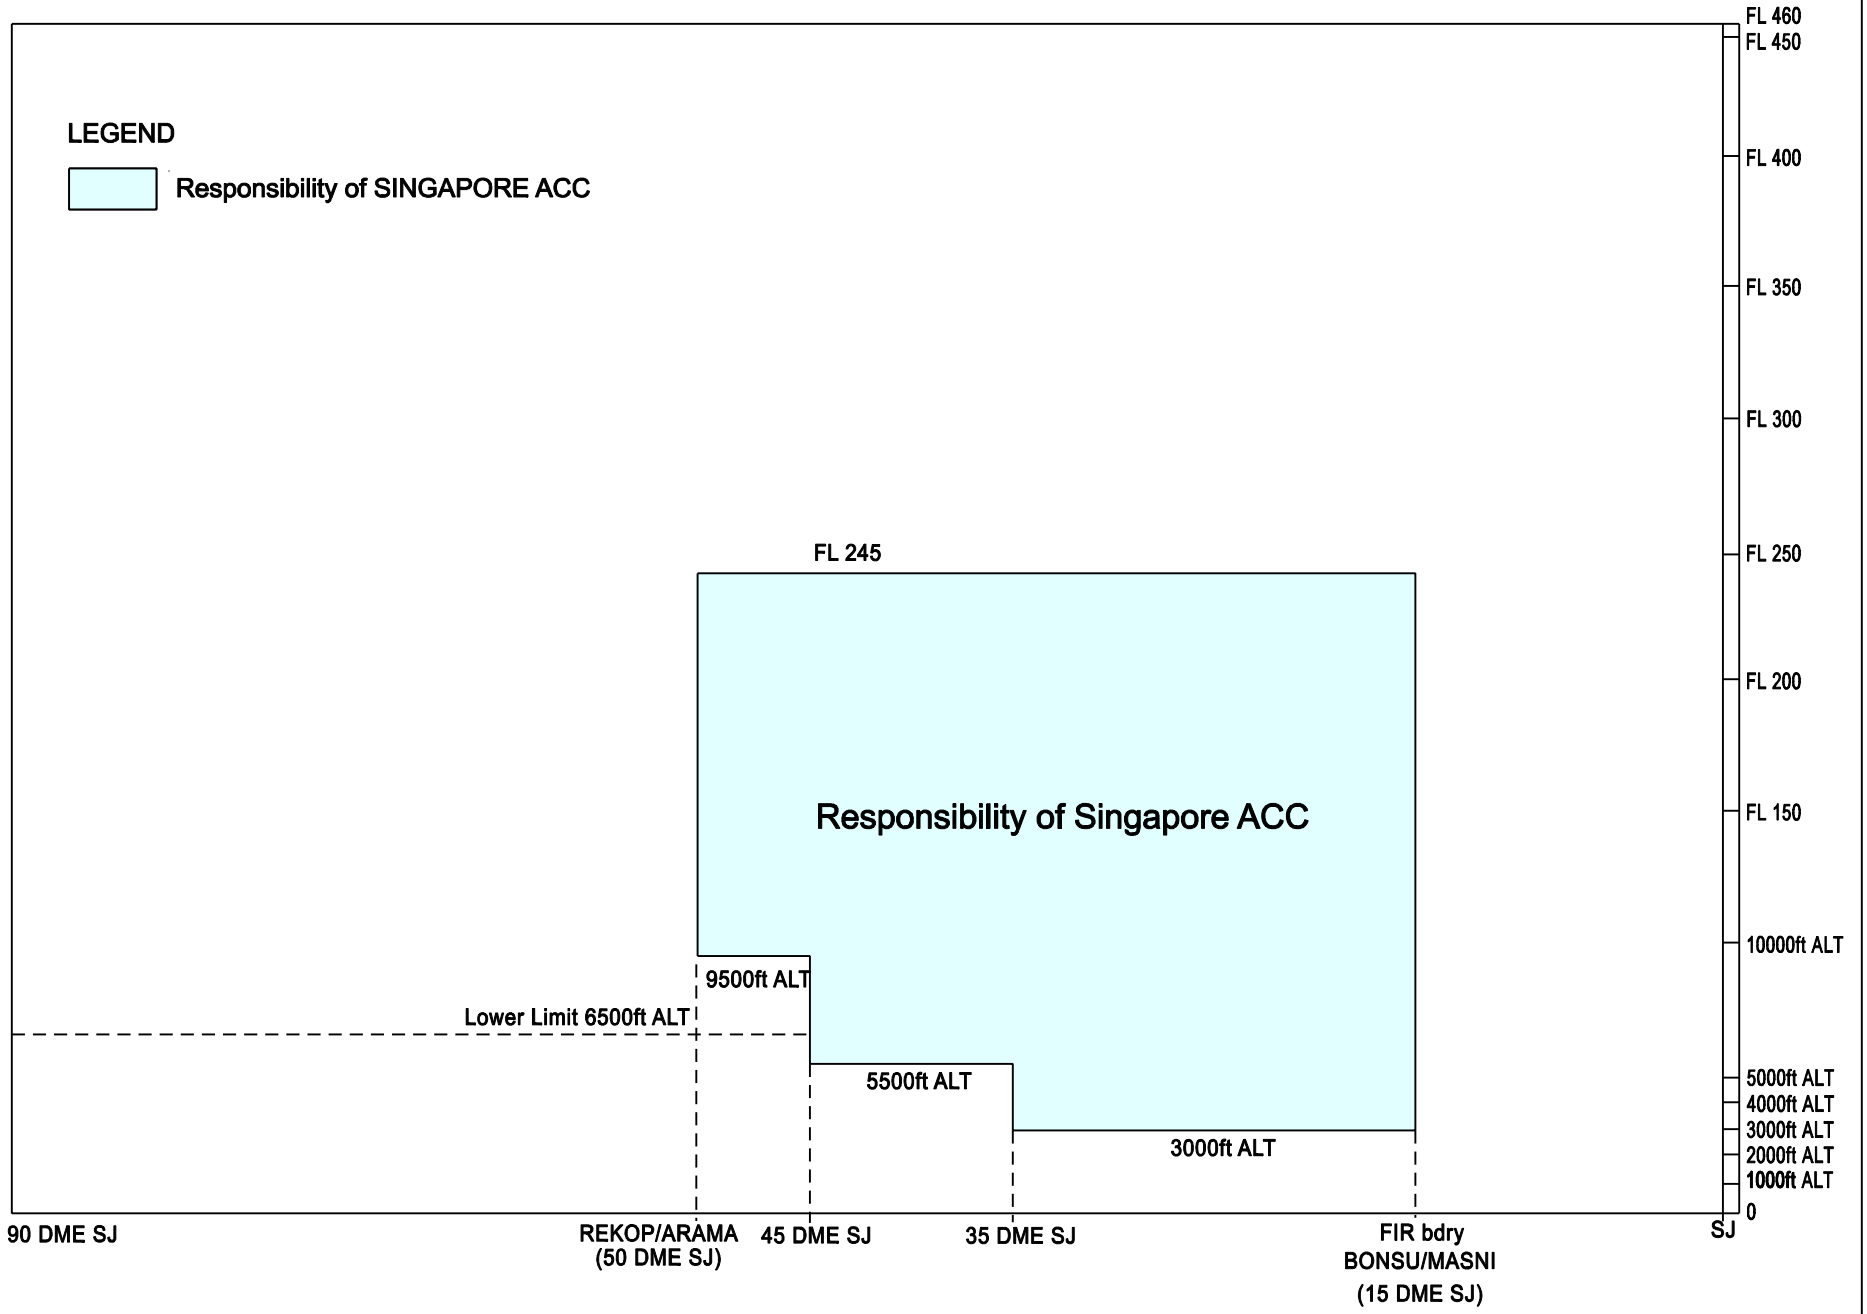 FL 460
FL 450
LEGEND
FL 400
Responsibility of SINGAPORE ACC
FL 350
FL 300
FL 245
FL 250
FL 200
Responsibility of Singapore ACC
FL 150
10000ft ALT
9500ft ALT
Lower Limit 6500ft ALT
5500ft ALT
5000ft ALT
4000ft ALT
3000ft ALT
3000ft ALT
2000ft ALT
1000ft ALT
0
90 DME SJ
REKOP/ARAMA
(50 DME SJ)
45 DME SJ
35 DME SJ
FIR bdry
BONSU/MASNI
(15 DME SJ)
SJ